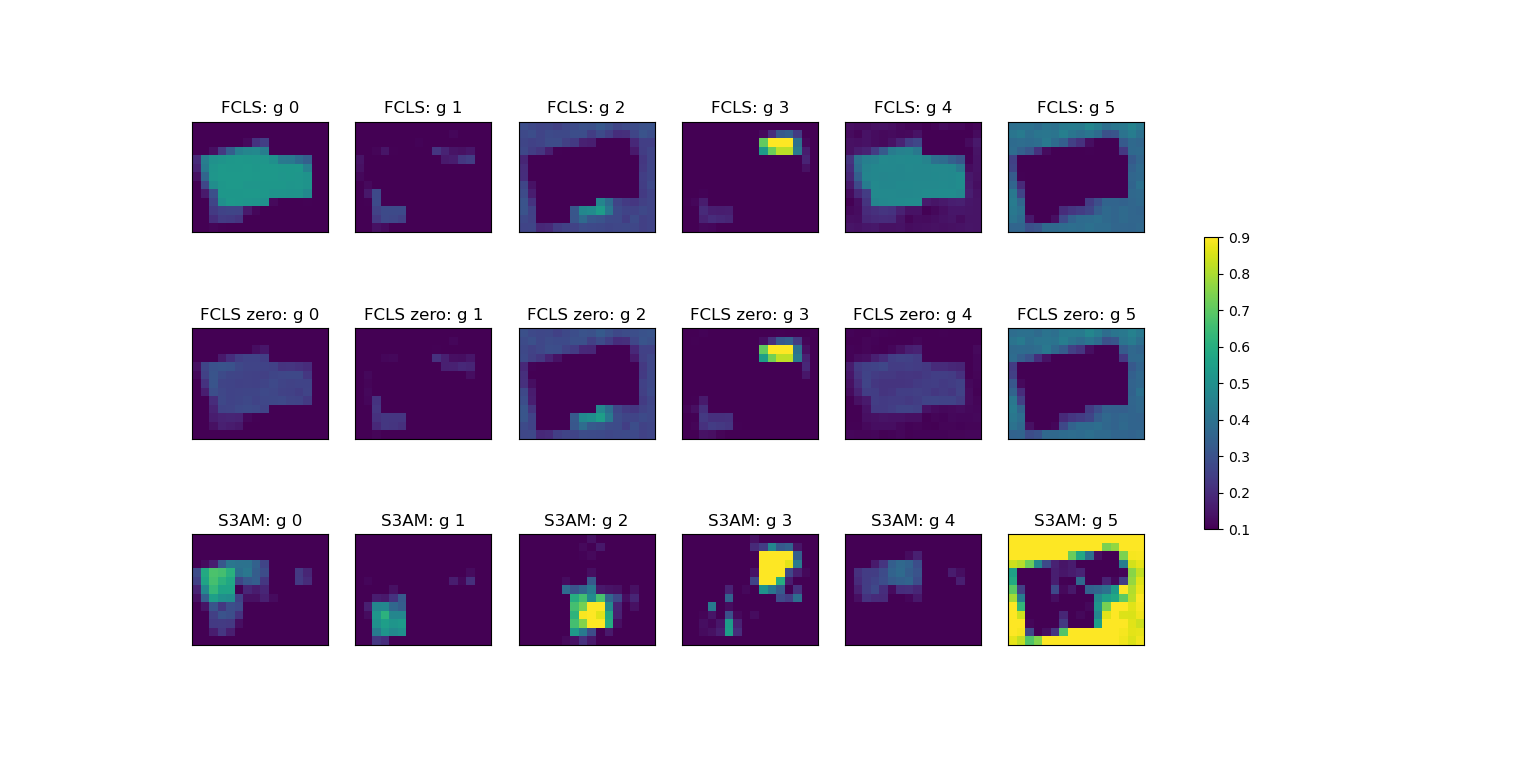 FCLS: g 0
FCLS: g 1
FCLS: g 2
FCLS: g 3
FCLS: g 4
FCLS: g 5
FCLS zero: g 0
FCLS zero: g 1
FCLS zero: g 2
FCLS zero: g 3
FCLS zero: g 4
FCLS zero: g 5
S3AM: g 0
S3AM: g 1
S3AM: g 2
S3AM: g 3
S3AM: g 4
S3AM: g 5
0.9
0.8
0.7
0.6
0.5
0.4
0.3
0.2
0.1